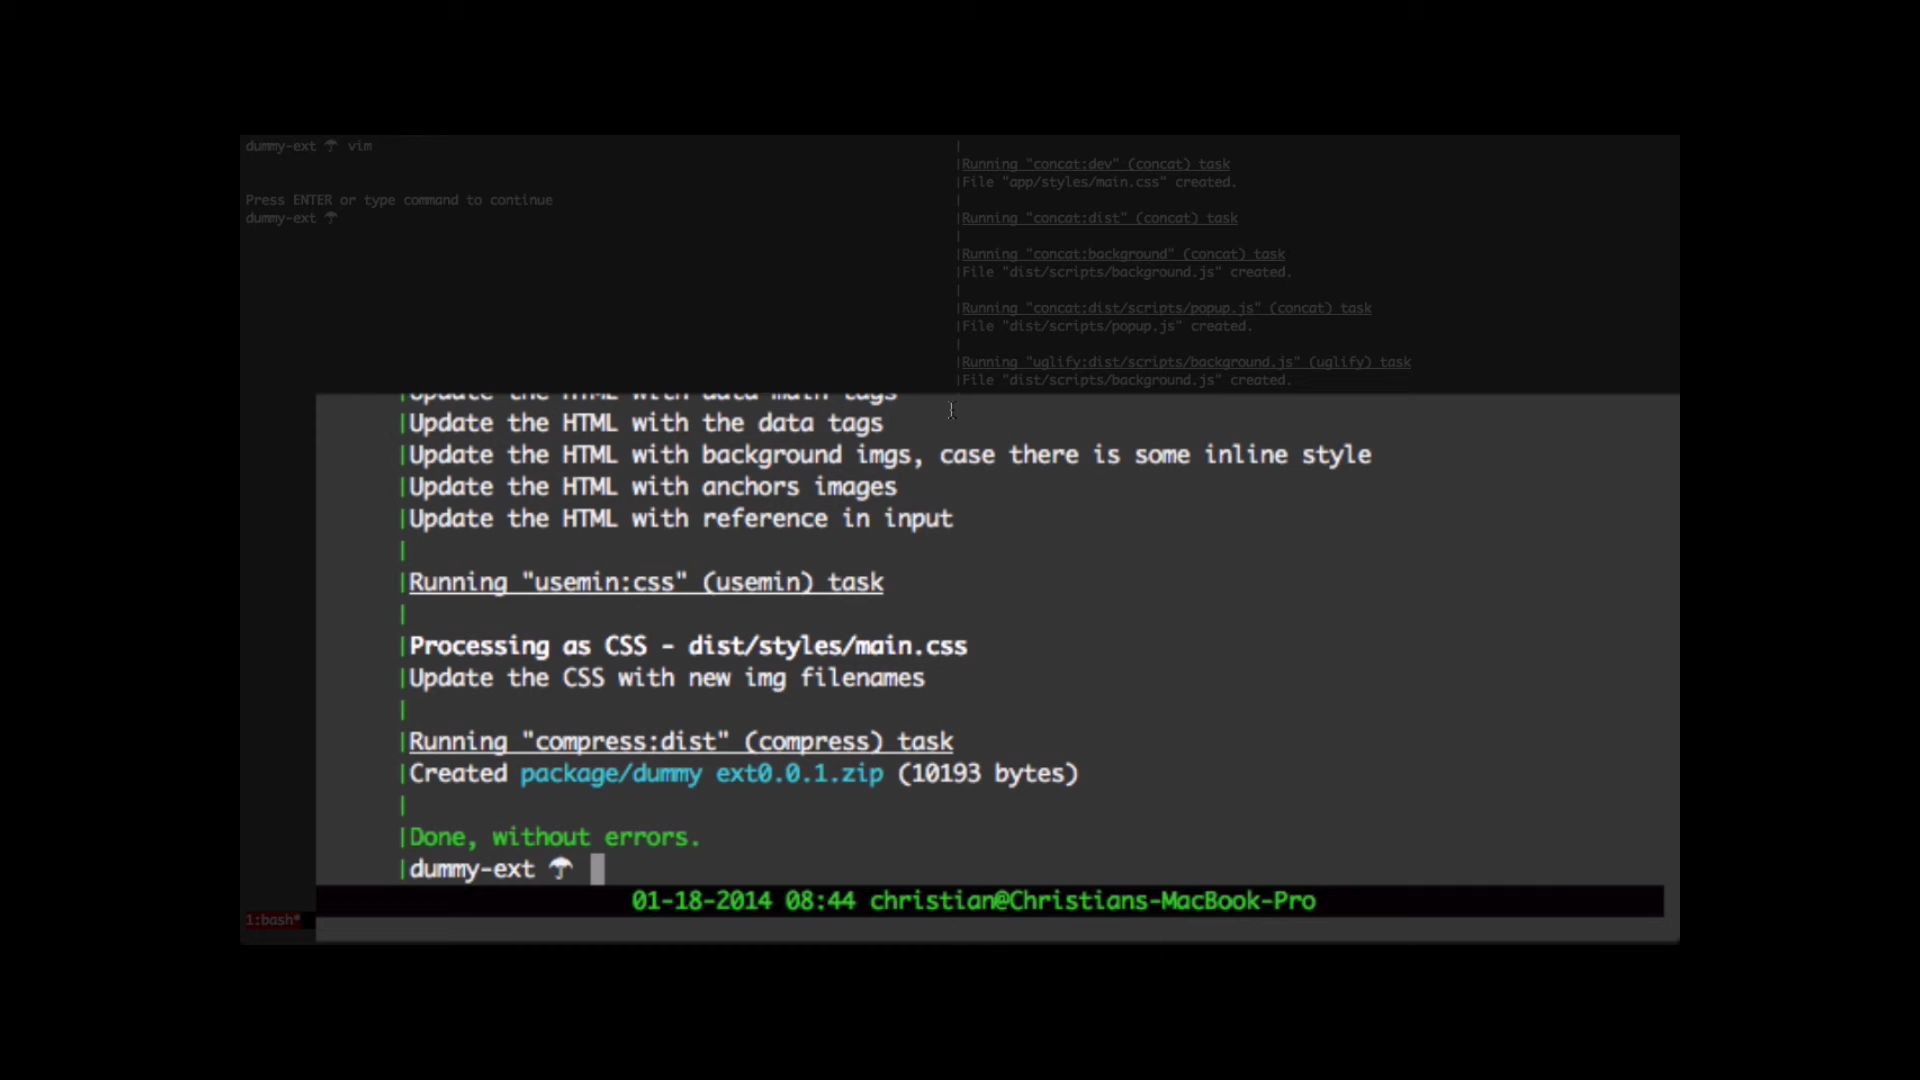 dummy-ext ☂ vim
Press ENTER or type command to continue
dummy-ext ☂
|
|Running "concat:dev" (concat) task
|File "app/styles/main.css" created.
|
|Running "concat:dist" (concat) task
|
|Running "concat:background" (concat) task
|File "dist/scripts/background.js" created.
|
|Running "concat:dist/scripts/popup.js" (concat) task
|File "dist/scripts/popup.js" created.
|
|Running "uglify:dist/scripts/background.js" (uglify) task
|File "dist/scripts/background.js" created.
|Update the HTML with data-main tags
|Update the HTML with the data tags
|Update the HTML with background imgs, case there is some inline style
|Update the HTML with anchors images
|Update the HTML with reference in input
|
|Running "usemin:css" (usemin) task
|
|Processing as CSS - dist/styles/main.css
|Update the CSS with new img filenames
|
|Running "compress:dist" (compress) task
|Created package/dummy ext0.0.1.zip (10193 bytes)
|
|Done, without errors.
|dummy-ext ☂
01-18-2014 08:44 christian@Christians-MacBook-Pro
1:bash*